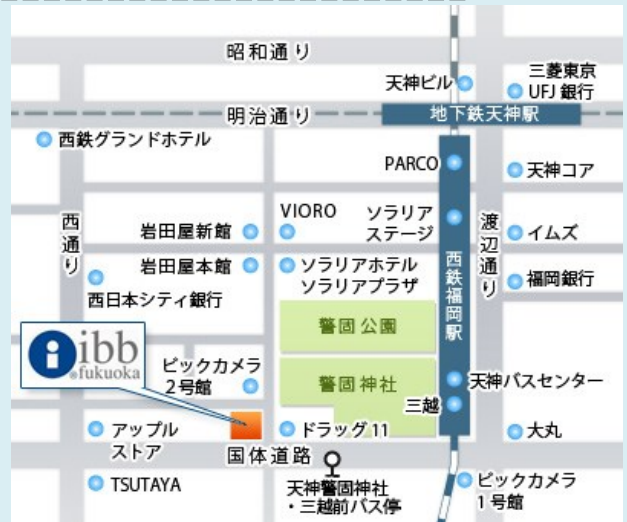 昭和通り
天神ビル
三菱東京
UFJ 銀行
明治通り
地下鉄天神駅
西鉄グランドホテル
PARCO
天神コア
西通り
VIORO
ソラリア
ステージ
渡辺通り
岩田屋新館
イムズ
岩田屋本館
ソラリアホテル
ソラリアプラザ
西鉄福岡駅
福岡銀行
西日本シティ銀行
警固公園
i ibb
fukuoka
ビックカメラ
2号館
警固神社
天神バスセンター
三越
アップル
ストア
ドラッグ11
大丸
国体道路
TSUTAYA
天神警固神社
・三越前バス停
ビックカメラ
1号館